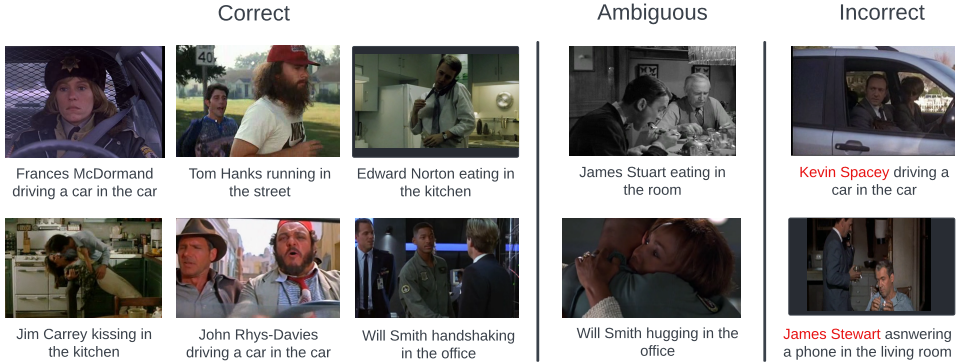 Correct
Ambiguous
Incorrect
40
Frances McDormand
driving a car in the car
Tom Hanks running in
the street
Edward Norton eating in
the kitchen
James Stuart eating in
the room
Kevin Spacey driving a
car in the car
Jim Carrey kissing in
the kitchen
John Rhys-Davies
driving a car in the car
Will Smith handshaking
in the office
Will Smith hugging in the
office
James Stewart asnwering
a phone in the living room